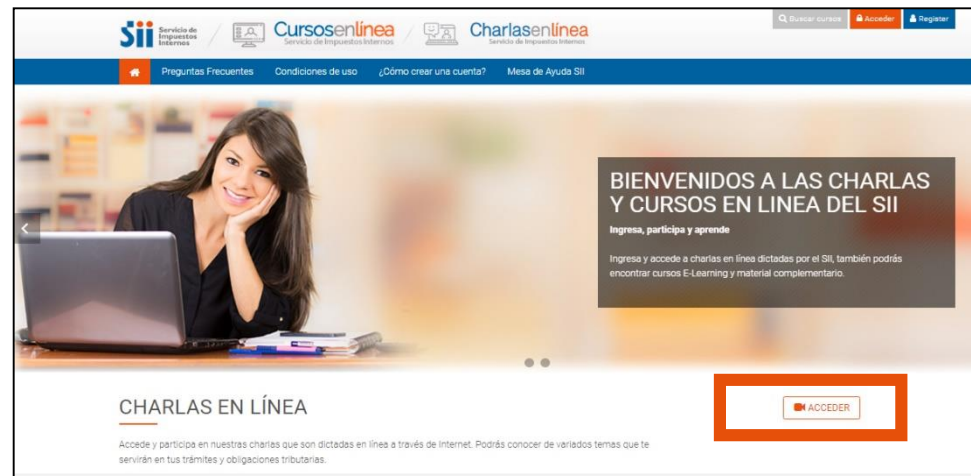 Sii Servicio de Impuestos Internos / Cursosenlínea Servicio de Impuestos Internos / Charlasenlínea Servicio de Impuestos Internos
Buscar cursos Acceder Register
Preguntas Frecuentes Condiciones de uso ¿Cómo crear una cuenta? Mesa de Ayuda SII
BIENVENIDOS A LAS CHARLAS
Y CURSOS EN LINEA DEL SII
Ingresa, participa y aprende
Ingresa y accede a charlas en línea dictadas por el SII, también podrás
encontrar cursos E-Learning y material complementario.
CHARLAS EN LÍNEA
ACCEDER
Accede y participa en nuestras charlas que son dictadas en línea a través de Internet. Podrás conocer de variados temas que te
servirán en tus trámites y obligaciones tributarias.